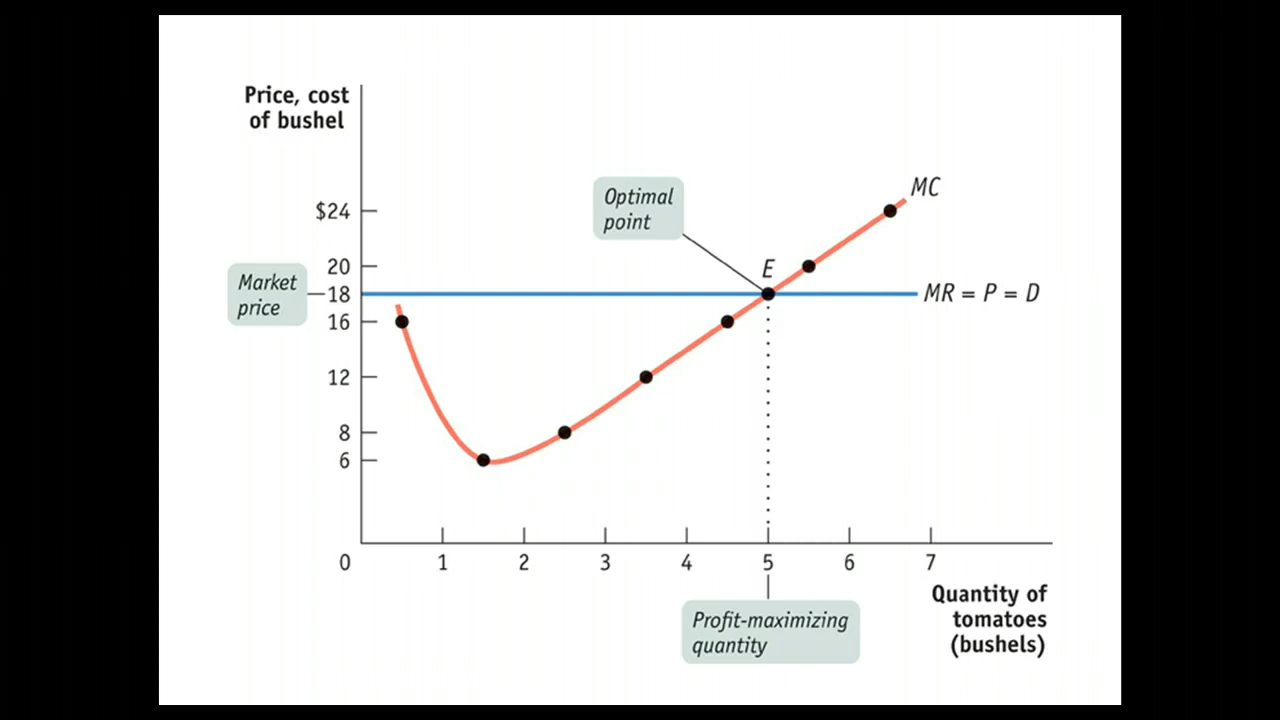 Price, cost
of bushel
MC
Optimal
point
$24
E
20
Market
price
18
MR = P = D
16
12
8
6
0
1
2
3
4
5
6
7
Profit-maximizing
quantity
Quantity of
tomatoes
(bushels)